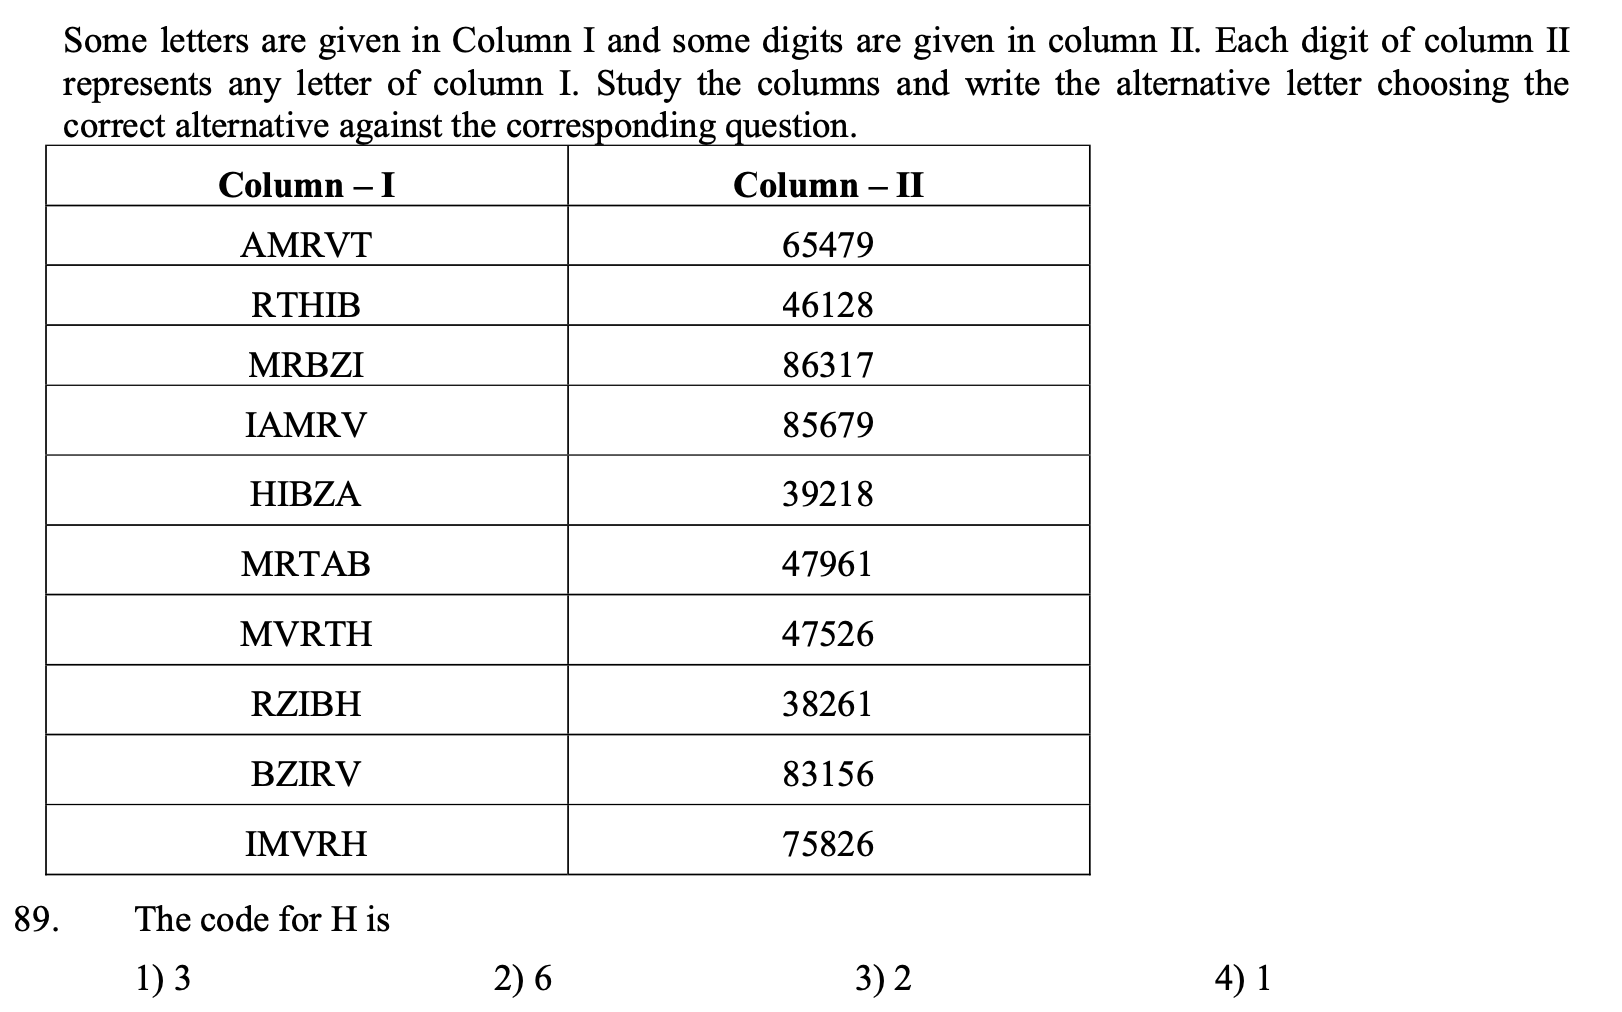 Some letters are given in Column I and some digits are given in column II. Each digit of column II
represents any letter of column I. Study the columns and write the alternative letter choosing the
correct alternative against the corresponding question.
Column – I Column – II
AMRVT 65479
RTHIB 46128
MRBZI 86317
IAMRV 85679
HIBZA 39218
MRTAB 47961
MVRTH 47526
RZIBH 38261
BZIRV 83156
IMVRH 75826
89. The code for H is
1) 3 2) 6 3) 2 4) 1